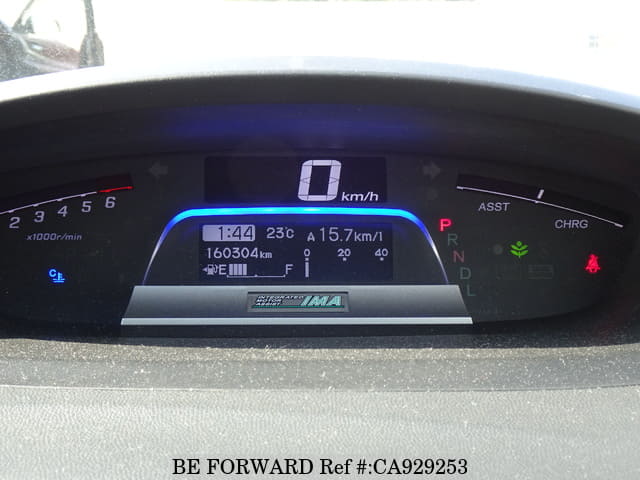 0 km/h
2 3 4 5 6
x1000r/min
1:44 23℃ A 15.7km/l
160304km 0 20 40
E F
C
INTEGRATED
MOTOR
ASSIST
IMA
P
R
N
D
L
ASST
CHRG
BE FORWARD Ref #:CA929253